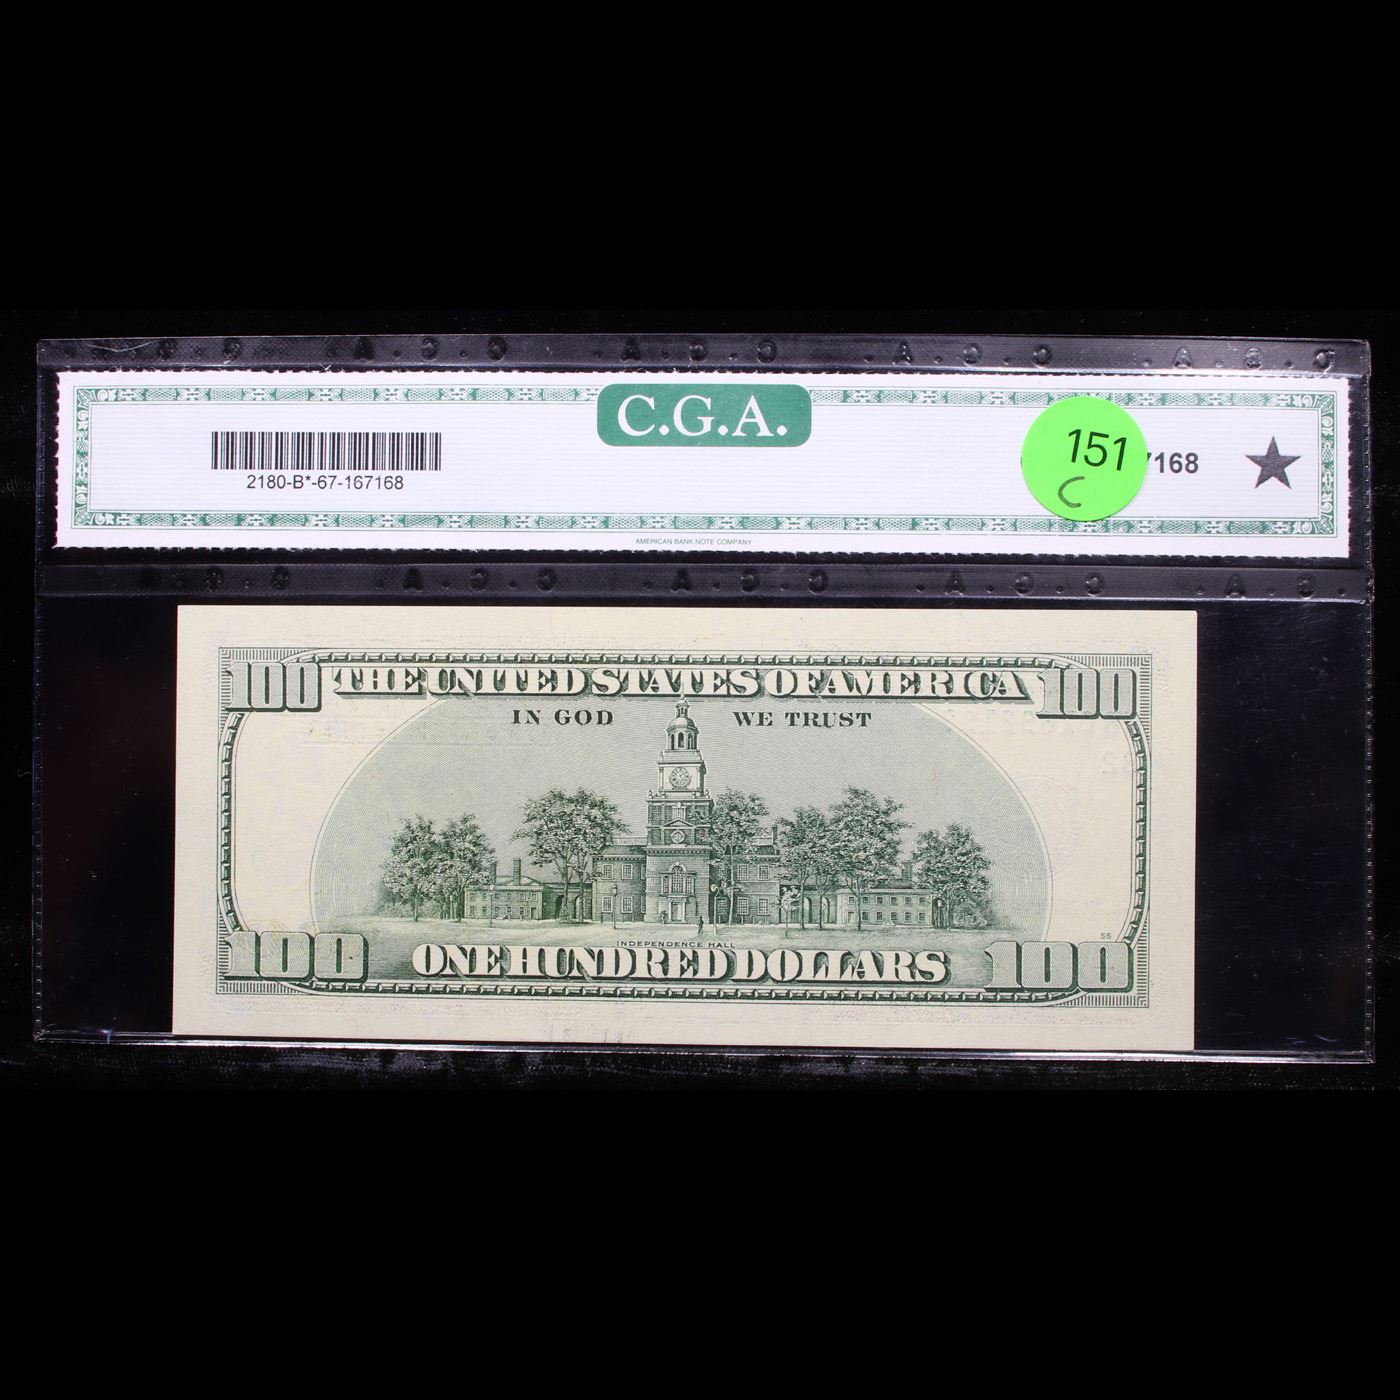 C.G.A.
2180-B*-67-167168
151
C
168
AMERICAN BANK NOTE COMPANY
100 THE UNITED STATES OF AMERICA 100
IN GOD WE TRUST
INDEPENDENCE HALL
55
100 ONE HUNDRED DOLLARS 100